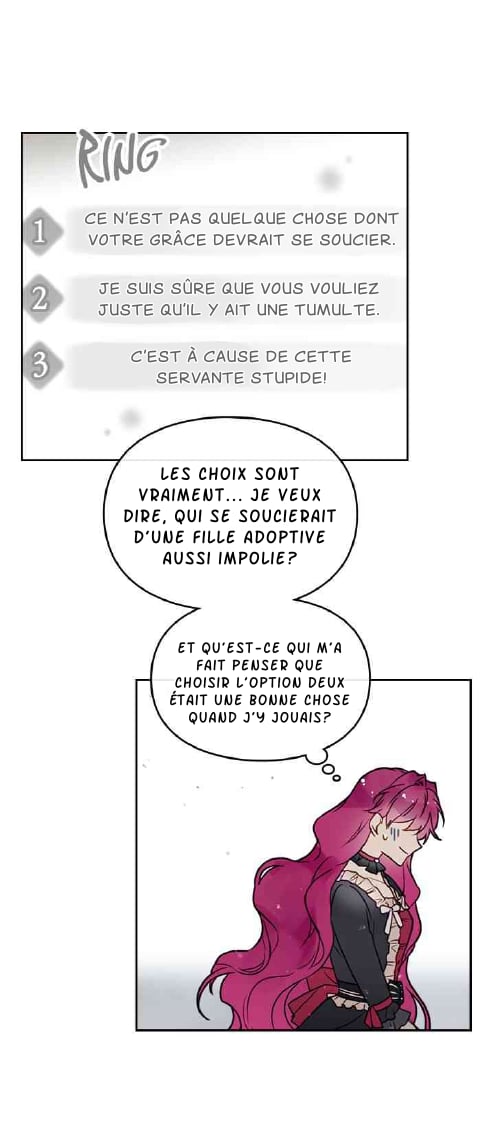 RING
1
CE N'EST PAS QUELQUE CHOSE DONT
VOTRE GRÂCE DEVRAIT SE SOUCIER.
2
JE SUIS SÛRE QUE VOUS VOULIEZ
JUSTE QU'IL Y AIT UNE TUMULTE.
3
C'EST À CAUSE DE CETTE
SERVANTE STUPIDE!
LES CHOIX SONT
VRAIMENT... JE VEUX
DIRE, QUI SE SOUCIERAIT
D'UNE FILLE ADOPTIVE
AUSSI IMPOLIE?
ET QU'EST-CE QUI M'A
FAIT PENSER QUE
CHOISIR L'OPTION DEUX
ÉTAIT UNE BONNE CHOSE
QUAND J'Y JOUAIS?